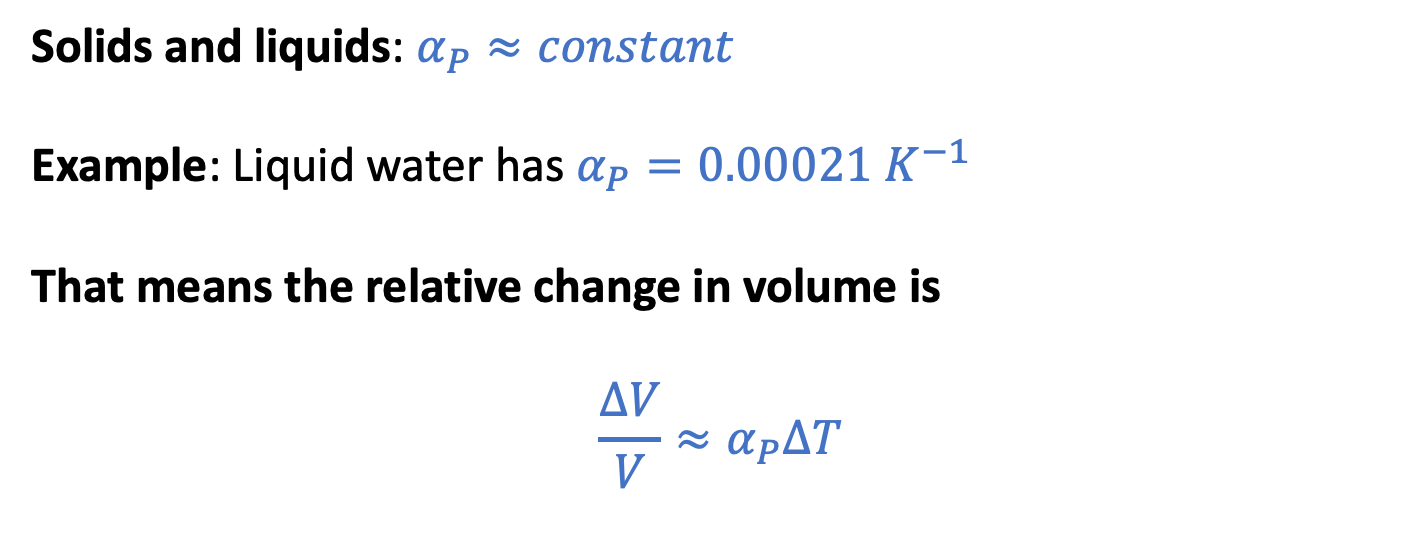 Solids and liquids: α_P ≈ constant
Example: Liquid water has α_P = 0.00021 K⁻¹
That means the relative change in volume is
ΔV/V ≈ α_PΔT